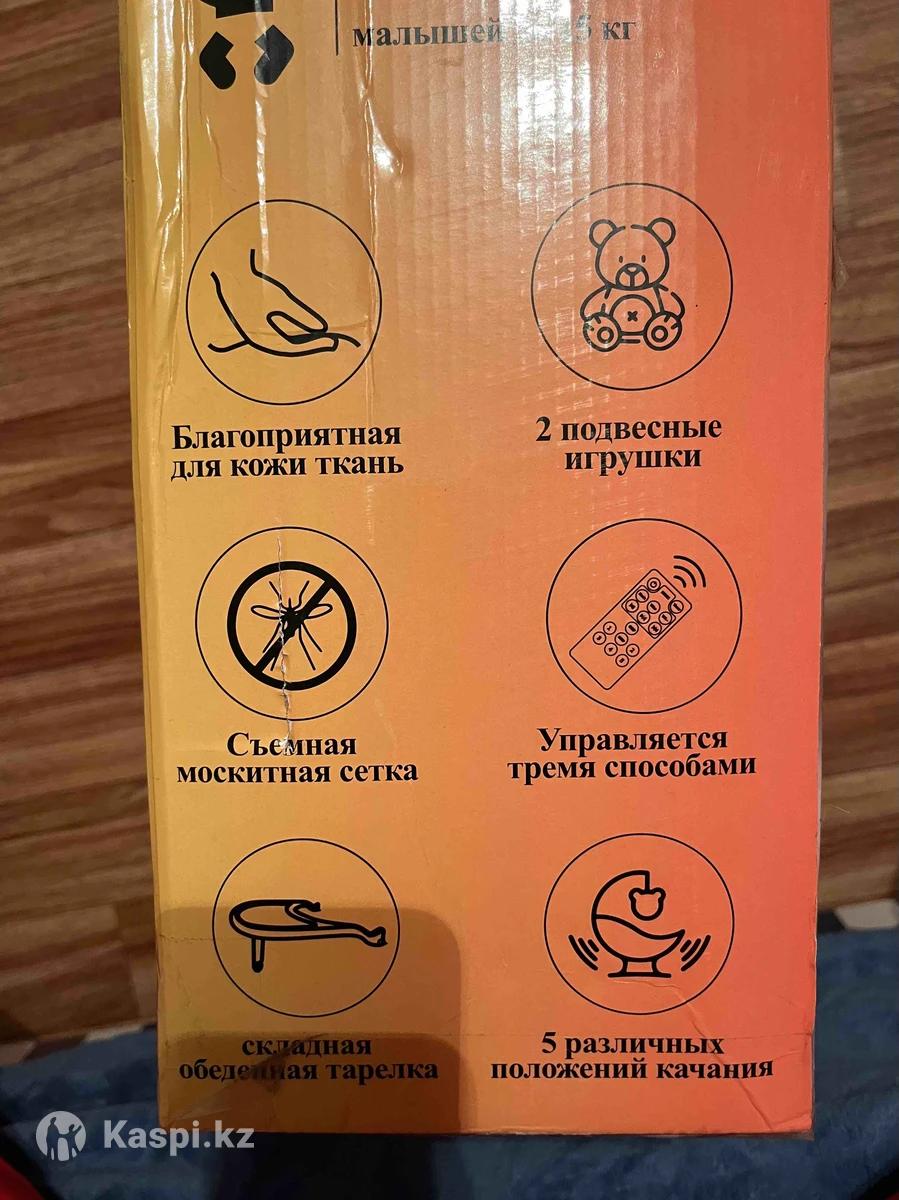 малышей
кг
Благоприятная
для кожи ткань
2 подвесные
игрушки
Съемная
москитная сетка
Управляется
тремя способами
складная
обеденная тарелка
5 различных
положений качания
Kaspi.kz